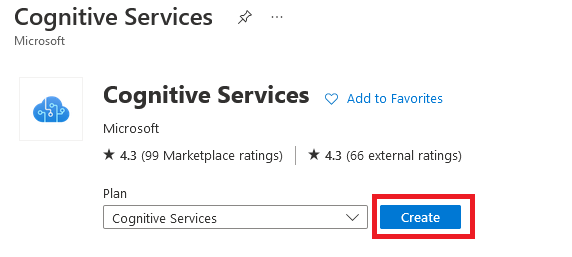 Cognitive Services ...
Microsoft
Cognitive Services Add to Favorites
Microsoft
★ 4.3 (99 Marketplace ratings) | ★ 4.3 (66 external ratings)
Plan
Cognitive Services Create